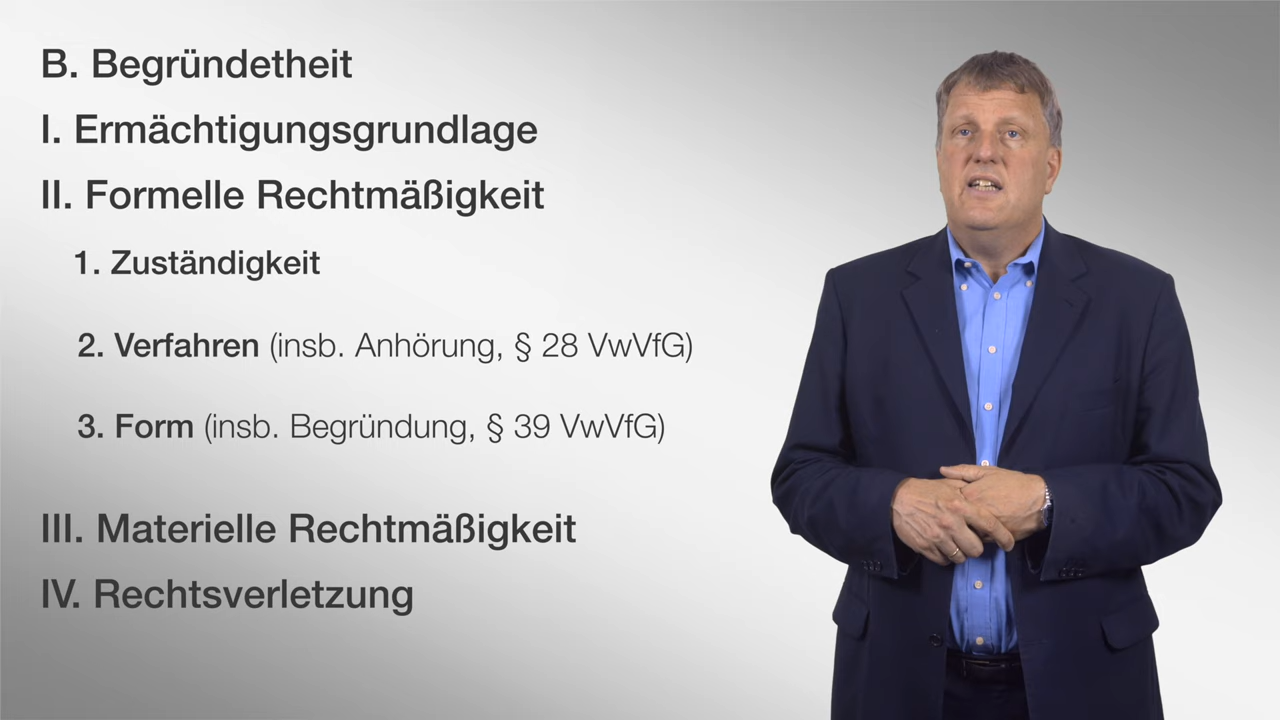 B. Begründetheit
I. Ermächtigungsgrundlage
II. Formelle Rechtmäßigkeit
1. Zuständigkeit
2. Verfahren (insb. Anhörung, § 28 VwVfG)
3. Form (insb. Begründung, § 39 VwVfG)
III. Materielle Rechtmäßigkeit
IV. Rechtsverletzung